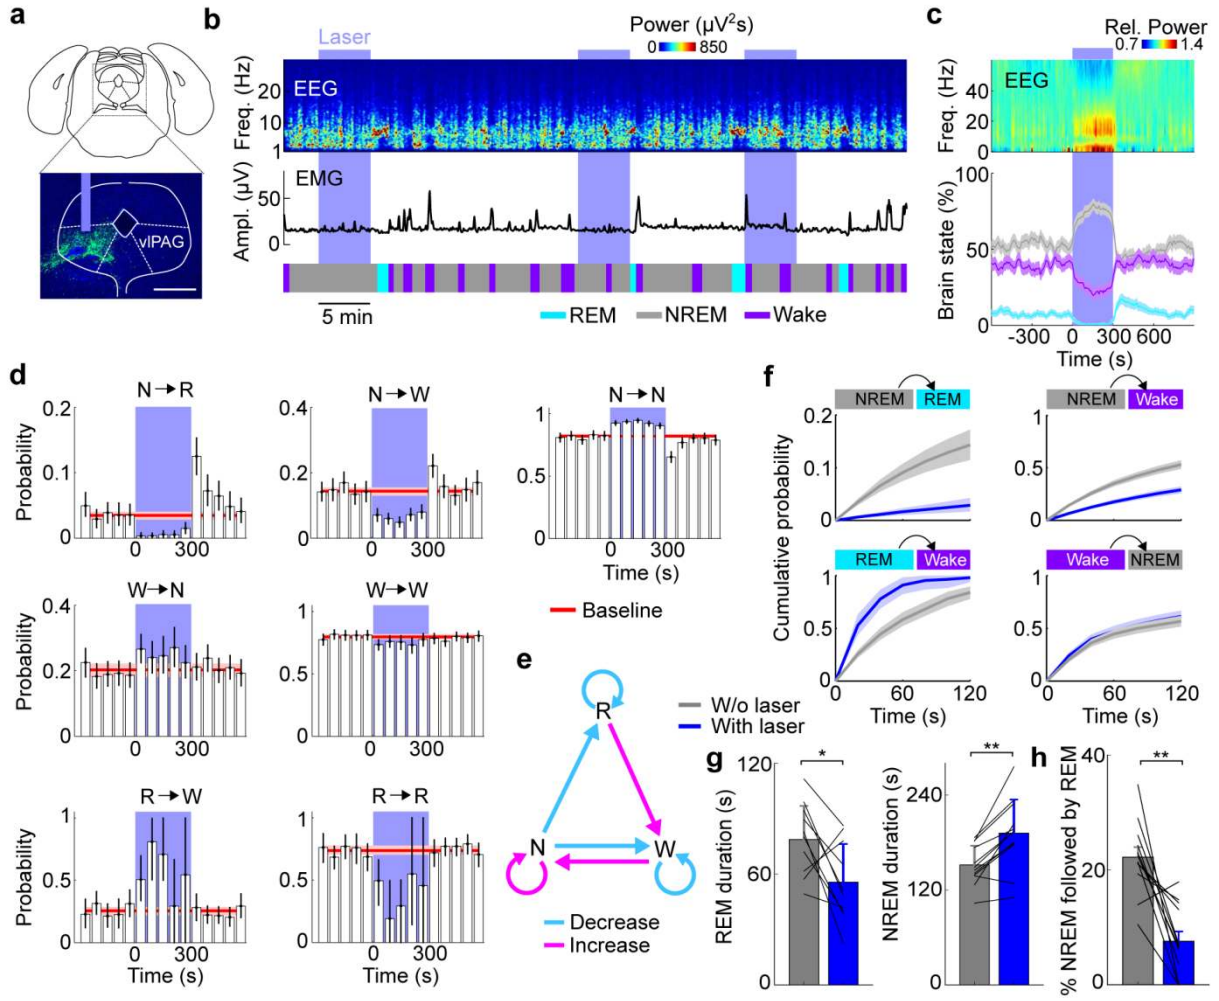 a
vlPAG
b
Power (µV²s)
0 850
Laser
EEG
Freq. (Hz)
20
10
1
EMG
Ampl. (µV)
50
0
5 min
REM NREM Wake
c
Rel. Power
0.7 1.4
EEG
Freq. (Hz)
40
20
0
Brain state (%)
100
50
0
-300 0 300 600
Time (s)
d
N→R
Probability
0.2
0.1
0.05
0
0 300
N→W
0.4
0.2
0
0 300
N→N
1
0.5
0
0 300
Time (s)
W→N
Probability
0.4
0.2
0
0 300
W→W
1
0.5
0
0 300
Baseline
R→W
Probability
1
0.5
0
0 300
Time (s)
R→R
1
0.5
0
0 300
Time (s)
e
R
N
W
Decrease
Increase
f
Cumulative probability
NREM REM
0.2
0.1
0
NREM Wake
1
0.5
0
REM Wake
1
0.5
0
0 60 120
Time (s)
Wake NREM
1
0.5
0
0 60 120
Time (s)
W/o laser
With laser
g
REM duration (s)
120
60
0
*
NREM duration (s)
240
120
0
**
h
% NREM followed by REM
40
20
0
**